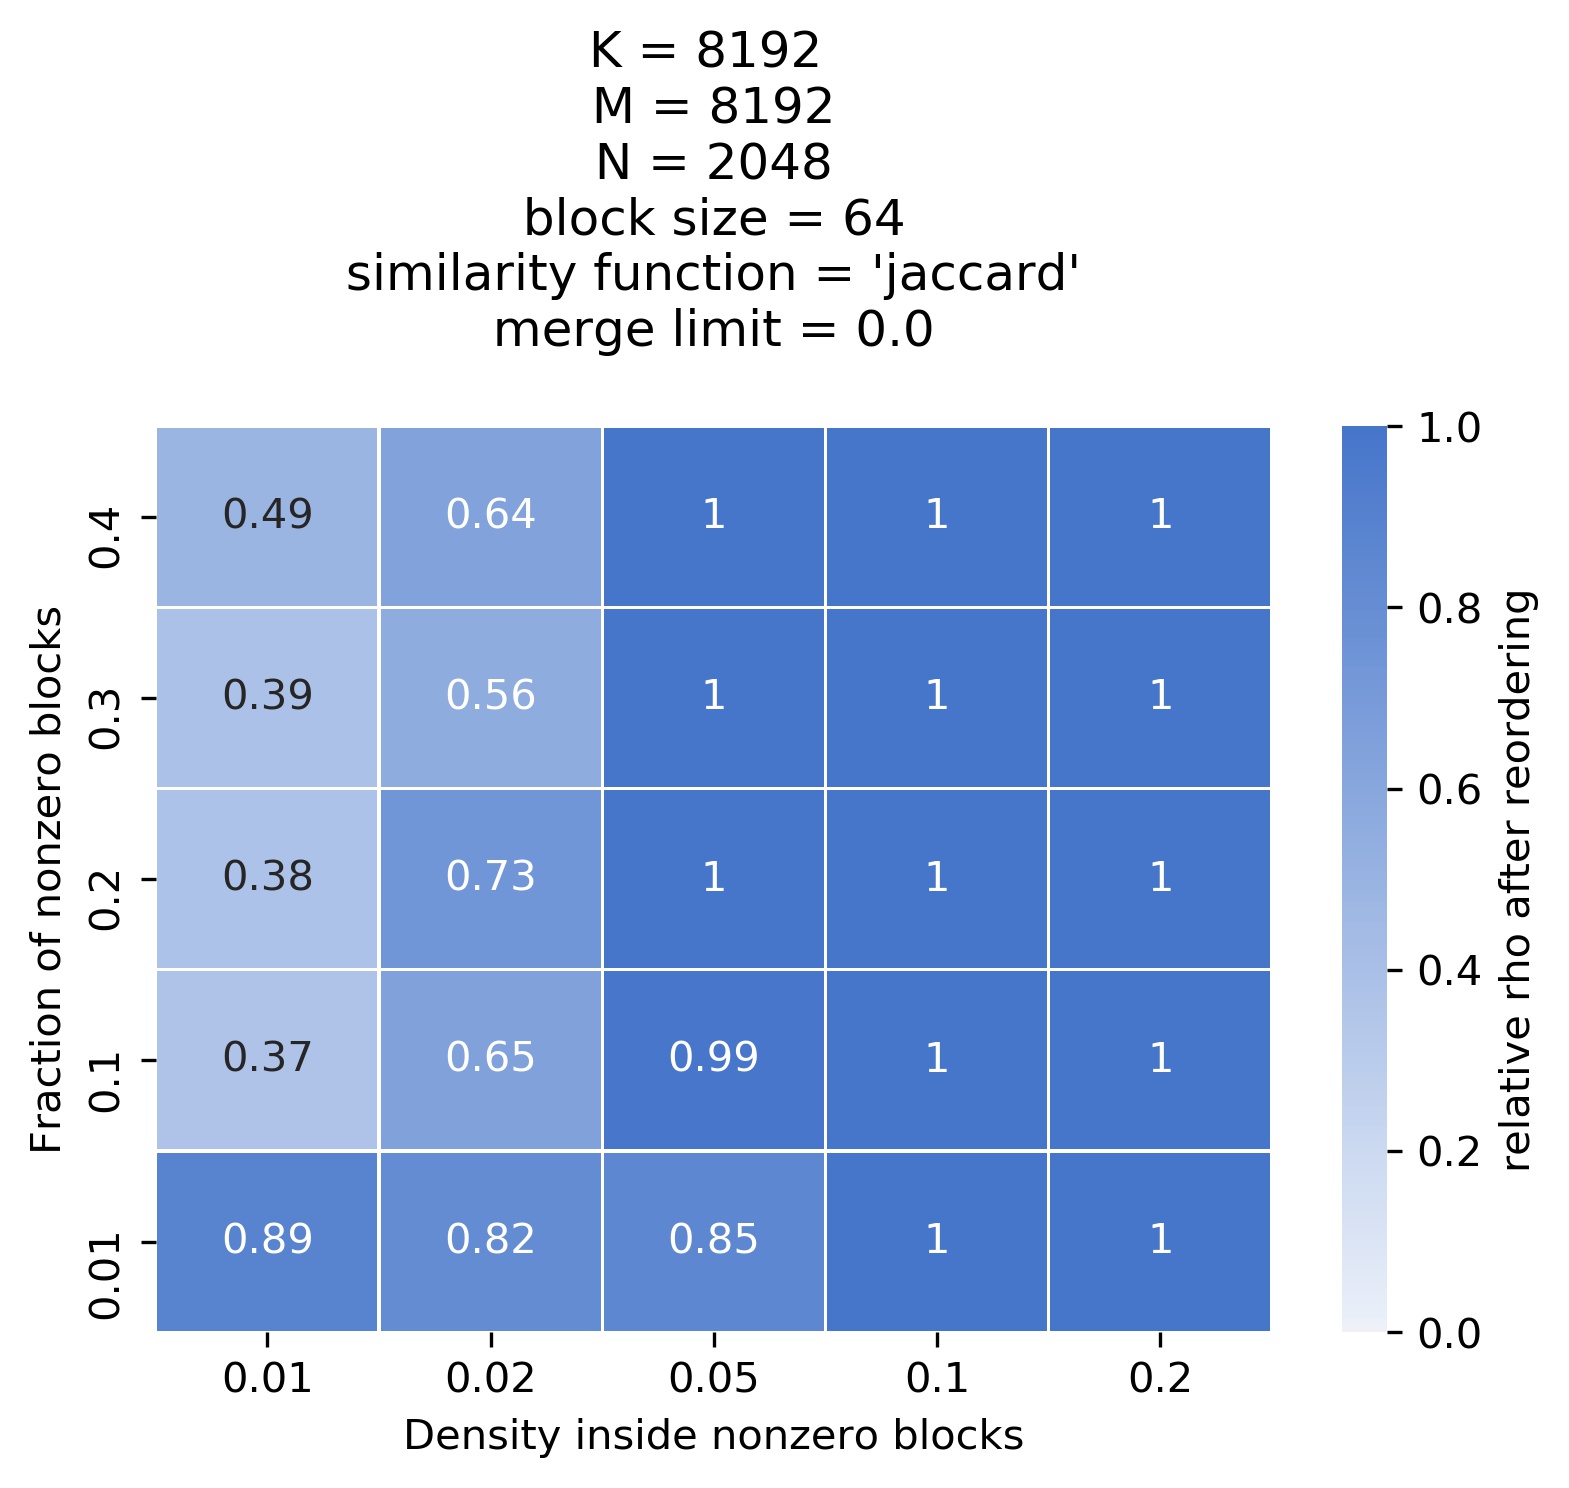 K = 8192
M = 8192
N = 2048
block size = 64
similarity function = 'jaccard'
merge limit = 0.0
Fraction of nonzero blocks
0.4 0.49 0.64 1 1 1
0.3 0.39 0.56 1 1 1
0.2 0.38 0.73 1 1 1
0.1 0.37 0.65 0.99 1 1
0.01 0.89 0.82 0.85 1 1
0.01 0.02 0.05 0.1 0.2
Density inside nonzero blocks
1.0
0.8
0.6
0.4
0.2
0.0
relative rho after reordering